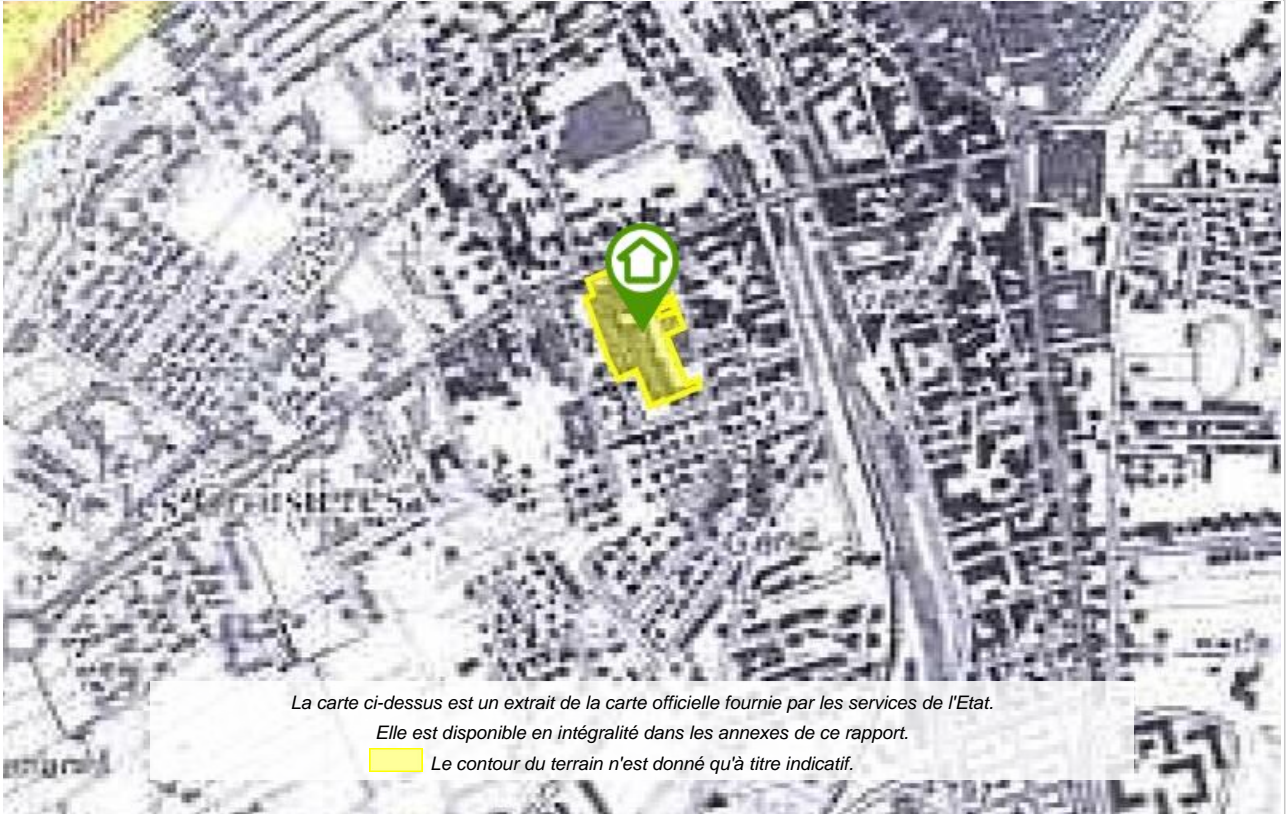 La carte ci-dessus est un extrait de la carte officielle fournie par les services de l'Etat.
Elle est disponible en intégralité dans les annexes de ce rapport.
Le contour du terrain n'est donné qu'à titre indicatif.